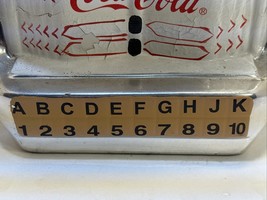 Coca-Cola
A B C D E F G H J K
1 2 3 4 5 6 7 8 9 10